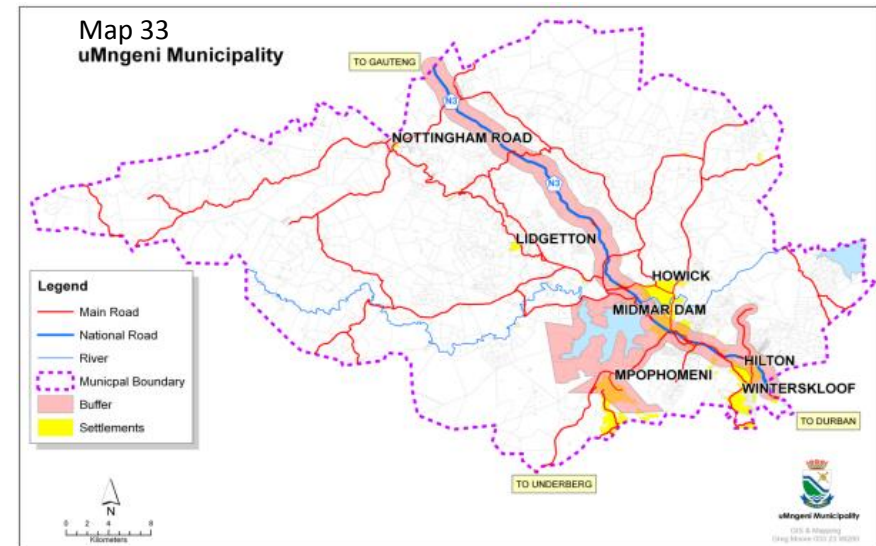 Map 33
uMngeni Municipality
TO GAUTENG
N3
NOTTINGHAM ROAD
N3
LIDGETTON
HOWICK
MIDMAR DAM
HILTON
MPOPHOMENI
WINTERSKLOOF
TO DURBAN
TO UNDERBERG
Legend
Main Road
National Road
River
Municpal Boundary
Buffer
Settlements
N
0 2 4 8
Kilometers
uMngeni Municipality
GIS & Mapping